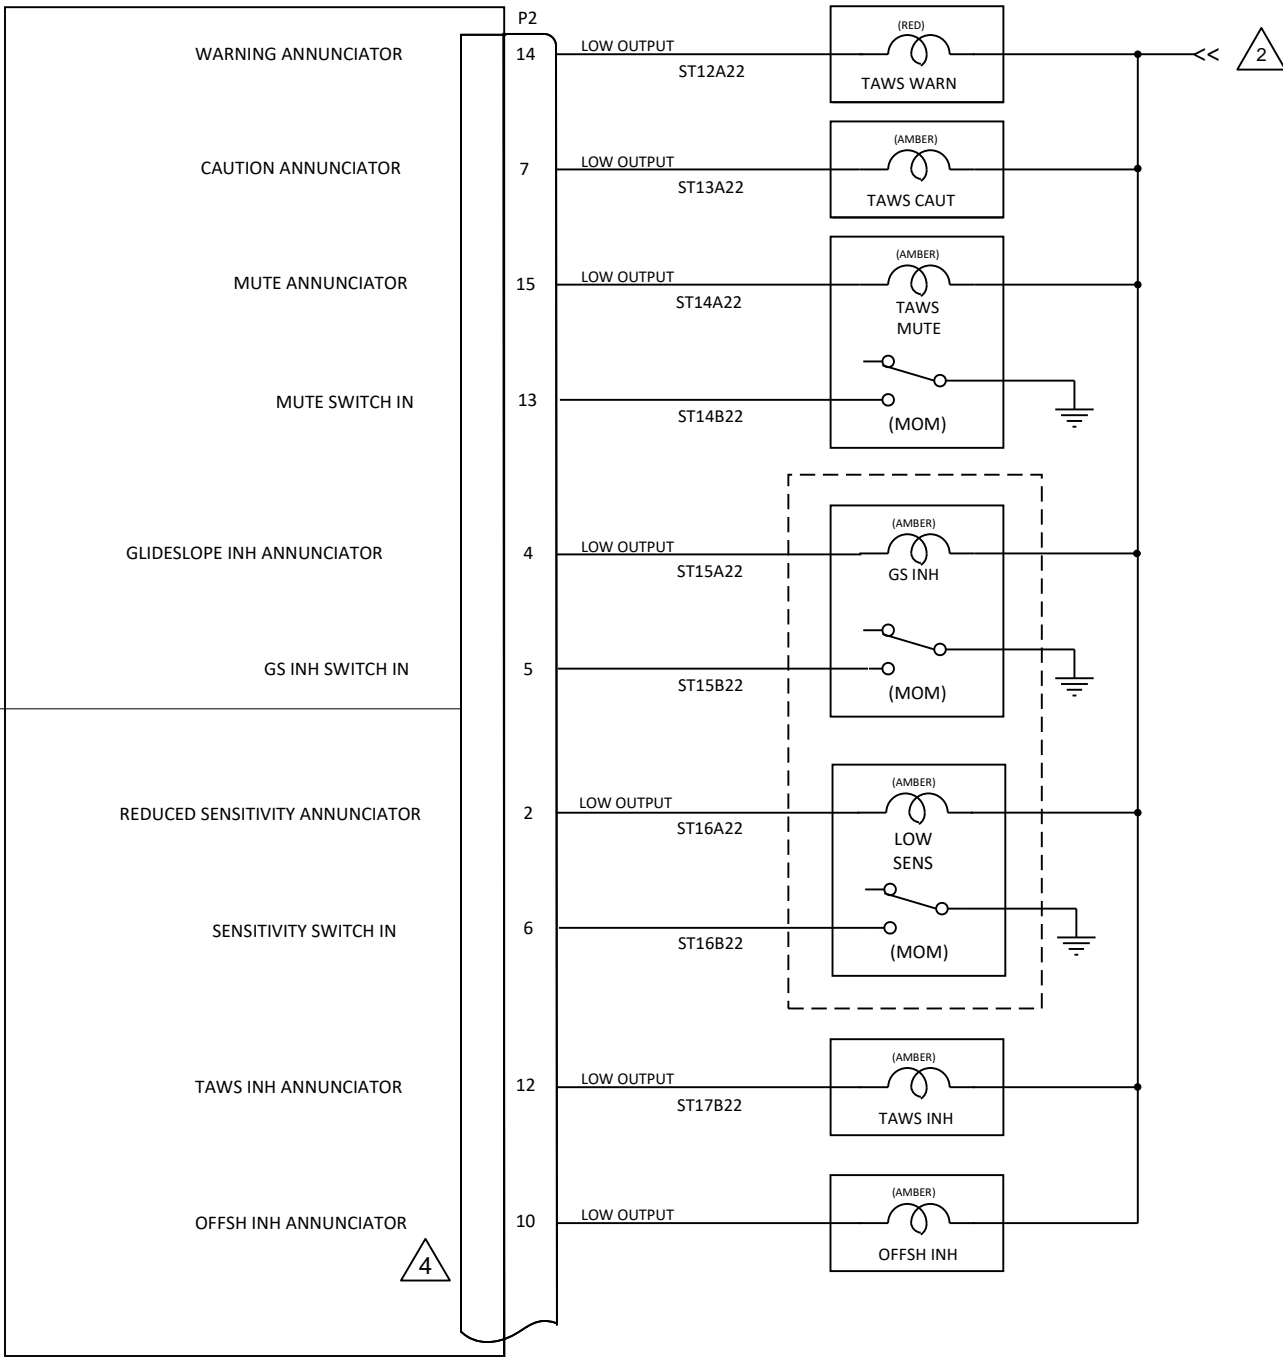 P2
WARNING ANNUNCIATOR 14 LOW OUTPUT ST12A22 (RED) TAWS WARN << 2
CAUTION ANNUNCIATOR 7 LOW OUTPUT ST13A22 (AMBER) TAWS CAUT
MUTE ANNUNCIATOR 15 LOW OUTPUT ST14A22 (AMBER) TAWS
MUTE
MUTE SWITCH IN 13 ST14B22 (MOM)
GLIDESLOPE INH ANNUNCIATOR 4 LOW OUTPUT ST15A22 (AMBER) GS INH
GS INH SWITCH IN 5 ST15B22 (MOM)
REDUCED SENSITIVITY ANNUNCIATOR 2 LOW OUTPUT ST16A22 (AMBER) LOW
SENS
SENSITIVITY SWITCH IN 6 ST16B22 (MOM)
TAWS INH ANNUNCIATOR 12 LOW OUTPUT ST17B22 (AMBER) TAWS INH
OFFSH INH ANNUNCIATOR 10 LOW OUTPUT (AMBER) OFFSH INH
4